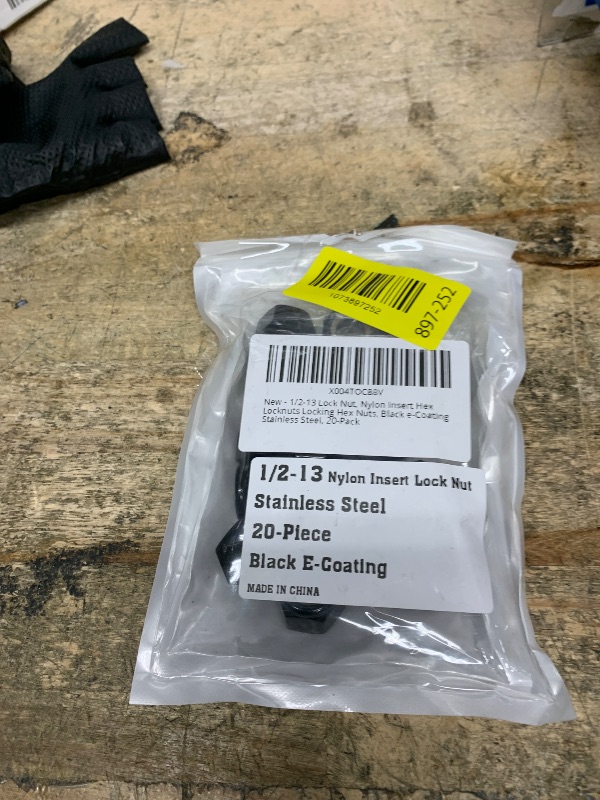 1073897252
897-252
X004TOCB8V
New - 1/2-13 Lock Nut, Nylon Insert Hex
Locknuts Locking Hex Nuts, Black e-Coating
Stainless Steel, 20-Pack
1/2-13 Nylon Insert Lock Nut
Stainless Steel
20-Piece
Black E-Coating
MADE IN CHINA